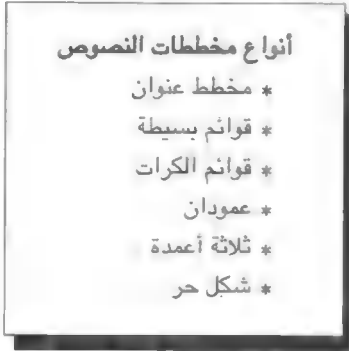 أنواع مخططات النصوص
* مخطط عنوان
* قوائم بسيطة
* قوائم الكرات
* عمودان
* ثلاثة أعمدة
* شكل حر